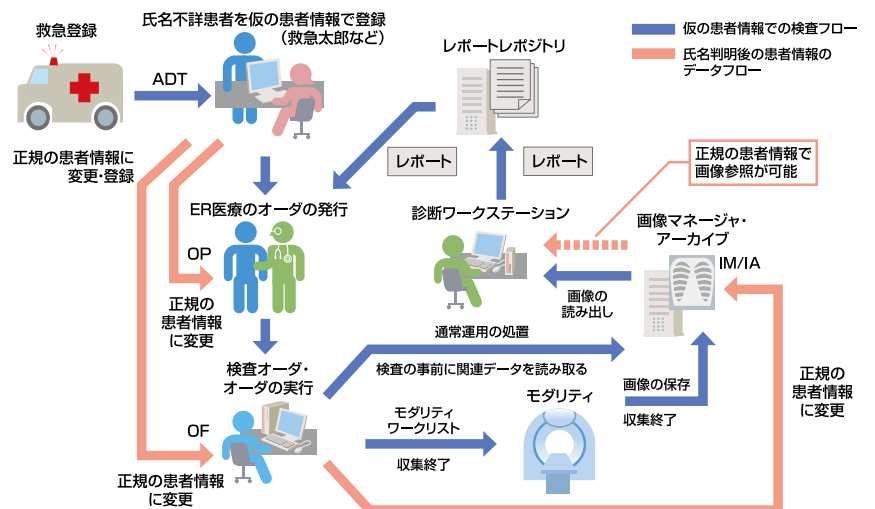 救急登録
氏名不詳患者を仮の患者情報で登録
（救急太郎など）
ADT
レポートレポジトリ
仮の患者情報での検査フロー
氏名判明後の患者情報の
データフロー
正規の患者情報に
変更・登録
レポート
レポート
正規の患者情報で
画像参照が可能
ER医療のオーダの発行
診断ワークステーション
画像マネージャ・
アーカイブ
IM/IA
OP
正規の
患者情報
に変更
画像の
読み出し
通常運用の処置
検査の事前に関連データを読み取る
検査オーダ・
オーダの実行
モダリティ
画像の保存
収集終了
正規の
患者情報
に変更
OF
モダリティ
ワークリスト
収集終了
正規の患者情報
に変更